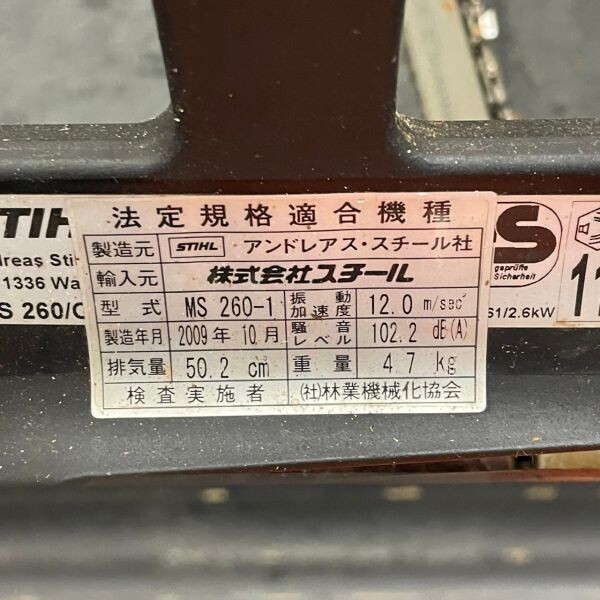 法定規格適合機種
製造元 STIHL アンドレアス・スチール社
輸入元 株式会社スチール
型式 MS 260-1 振動加速度 12.0 m/sec²
製造年月 2009年10月 騒音レベル 102.2 dB(A)
排気量 50.2 cm³ 重量 4.7 kg
検査実施者 (社)林業機械化協会
STIH
dreas Sti
1336 Wa
S 260/C
GS
geprüfte
Sicherheit
61/2.6kW
11